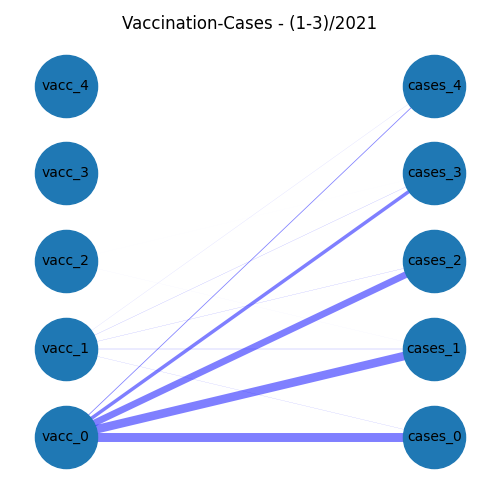 Vaccination-Cases - (1-3)/2021
vacc_4 cases_4
vacc_3 cases_3
vacc_2 cases_2
vacc_1 cases_1
vacc_0 cases_0